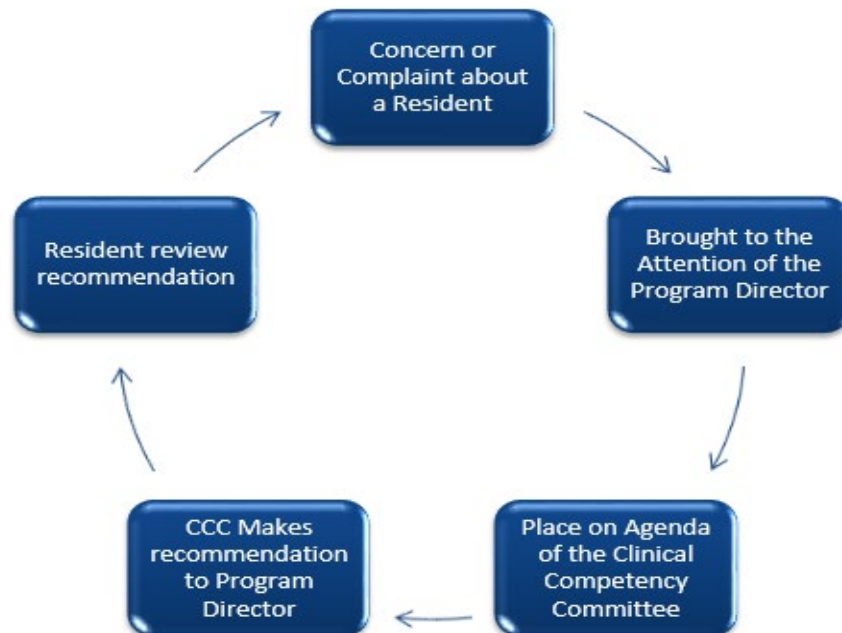 Concern or
Complaint about
a Resident
Brought to the
Attention of the
Program Director
Place on Agenda
of the Clinical
Competency
Committee
CCC Makes
recommendation
to Program
Director
Resident review
recommendation